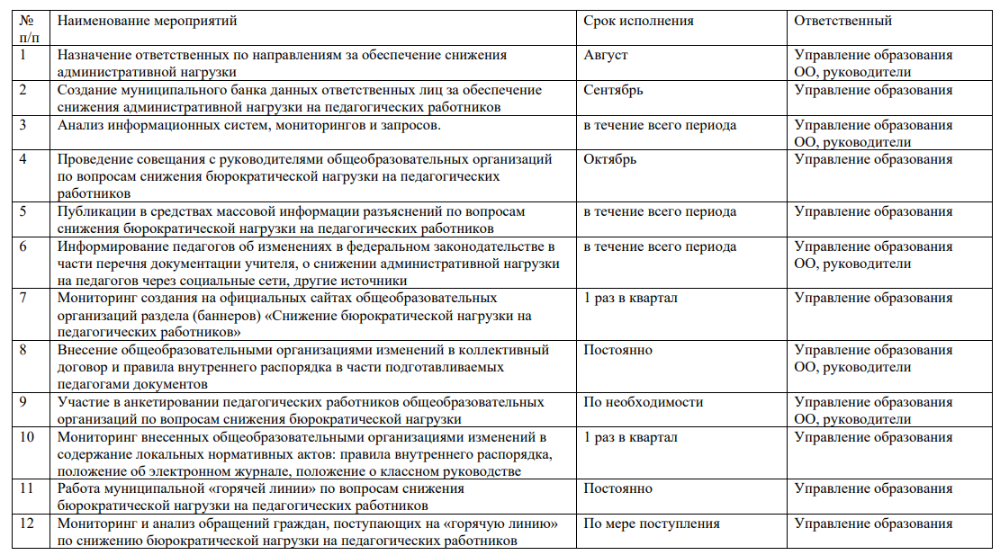 № Наименование мероприятий Срок исполнения Ответственный
п/п
1 Назначение ответственных по направлениям за обеспечение снижения Август Управление образования
административной нагрузки ОО, руководители
2 Создание муниципального банка данных ответственных лиц за обеспечение Сентябрь Управление образования
снижения административной нагрузки на педагогических работников
3 Анализ информационных систем, мониторингов и запросов. в течение всего периода Управление образования
ОО, руководители
4 Проведение совещания с руководителями общеобразовательных организаций Октябрь Управление образования
по вопросам снижения бюрократической нагрузки на педагогических
работников
5 Публикации в средствах массовой информации разъяснений по вопросам в течение всего периода Управление образования
снижения бюрократической нагрузки на педагогических работников
6 Информирование педагогов об изменениях в федеральном законодательстве в в течение всего периода Управление образования
части перечня документации учителя, о снижении административной нагрузки ОО, руководители
на педагогов через социальные сети, другие источники
7 Мониторинг создания на официальных сайтах общеобразовательных 1 раз в квартал Управление образования
организаций раздела (баннеров) «Снижение бюрократической нагрузки на
педагогических работников»
8 Внесение общеобразовательными организациями изменений в коллективный Постоянно Управление образования
договор и правила внутреннего распорядка в части подготавливаемых ОО, руководители
педагогами документов
9 Участие в анкетировании педагогических работников общеобразовательных По необходимости Управление образования
организаций по вопросам снижения бюрократической нагрузки ОО, руководители
10 Мониторинг внесенных общеобразовательными организациями изменений в 1 раз в квартал Управление образования
содержание локальных нормативных актов: правила внутреннего распорядка,
положение об электронном журнале, положение о классном руководстве
11 Работа муниципальной «горячей линии» по вопросам снижения Постоянно Управление образования
бюрократической нагрузки на педагогических работников
12 Мониторинг и анализ обращений граждан, поступающих на «горячую линию» По мере поступления Управление образования
по снижению бюрократической нагрузки на педагогических работников